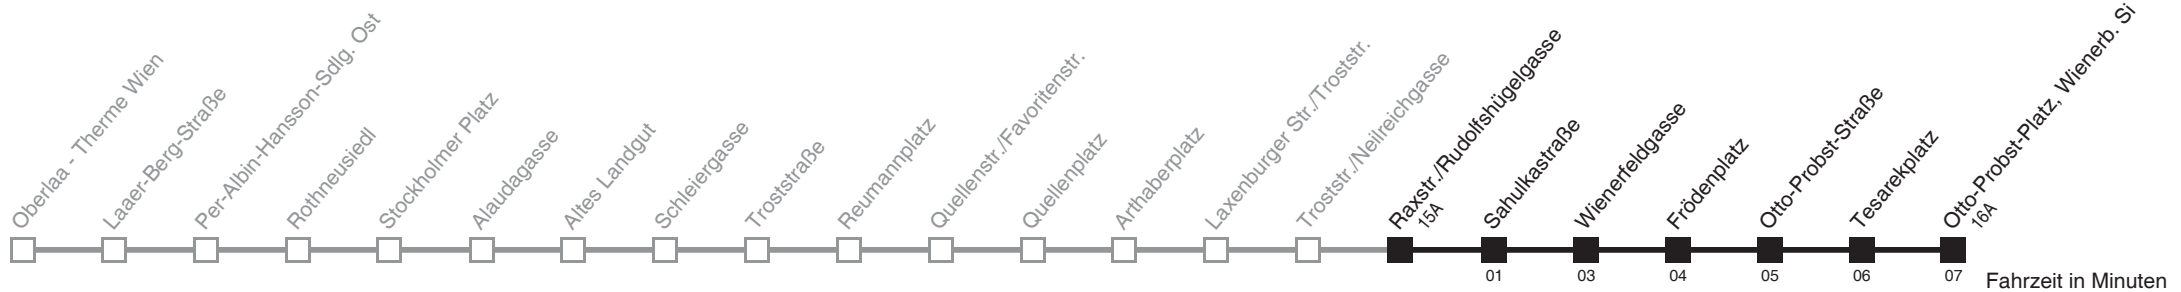 Oberlaa - Therme Wien
Laaer-Berg-Straße
Per-Albin-Hansson-Sdlg. Ost
Rothneusiedl
Stockholmer Platz
Alaudagasse
Altes Landgut
Schleiergasse
Troststraße
Reumannplatz
Quellenstr./Favoritenstr.
Quellenplatz
Arthaberplatz
Laxenburger Str./Troststr.
Troststr./Neilreichgasse
Raxstr./Rudolfshügelgasse
15A
Sahulkastraße
Wienerfeldgasse
Frödenplatz
Otto-Probst-Straße
Tesarekplatz
Otto-Probst-Platz, Wienerb. Si
16A
01 03 04 05 06 07 Fahrzeit in Minuten